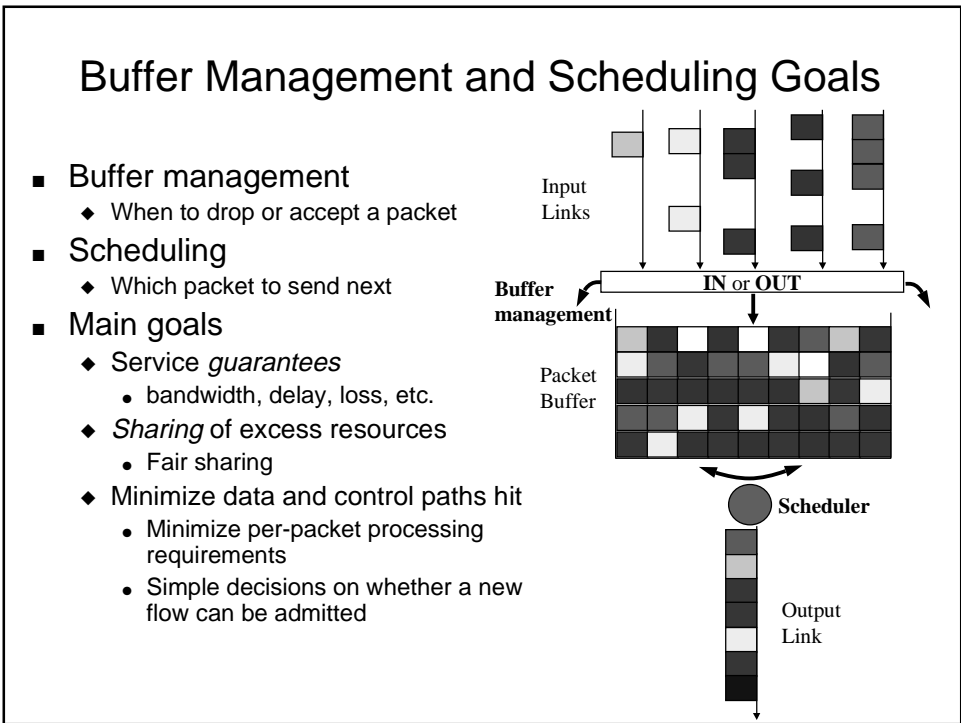 Buffer Management and Scheduling Goals
■ Buffer management
◆ When to drop or accept a packet
■ Scheduling
◆ Which packet to send next
■ Main goals
◆ Service guarantees
● bandwidth, delay, loss, etc.
◆ Sharing of excess resources
● Fair sharing
◆ Minimize data and control paths hit
● Minimize per-packet processing
requirements
● Simple decisions on whether a new
flow can be admitted
Input
Links
IN or OUT
Buffer
management
Packet
Buffer
Scheduler
Output
Link